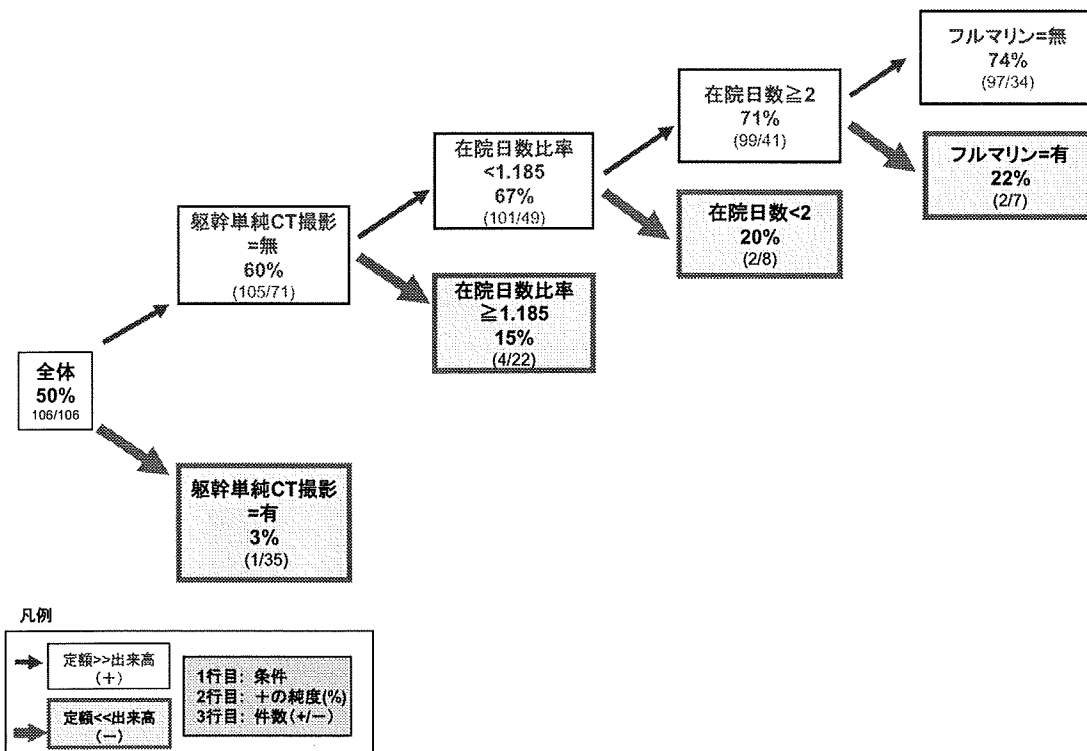 フルマリン=無
74%
(97/34)
在院日数≧2
71%
(99/41)
フルマリン=有
22%
(2/7)
在院日数比率
<1.185
67%
(101/49)
在院日数<2
20%
(2/8)
躯幹単純CT撮影
=無
60%
(105/71)
在院日数比率
≧1.185
15%
(4/22)
全体
50%
106/106
躯幹単純CT撮影
=有
3%
(1/35)
凡例
定額>>出来高
(+)
定額<<出来高
(−)
1行目: 条件
2行目: +の純度(%)
3行目: 件数(+/−)